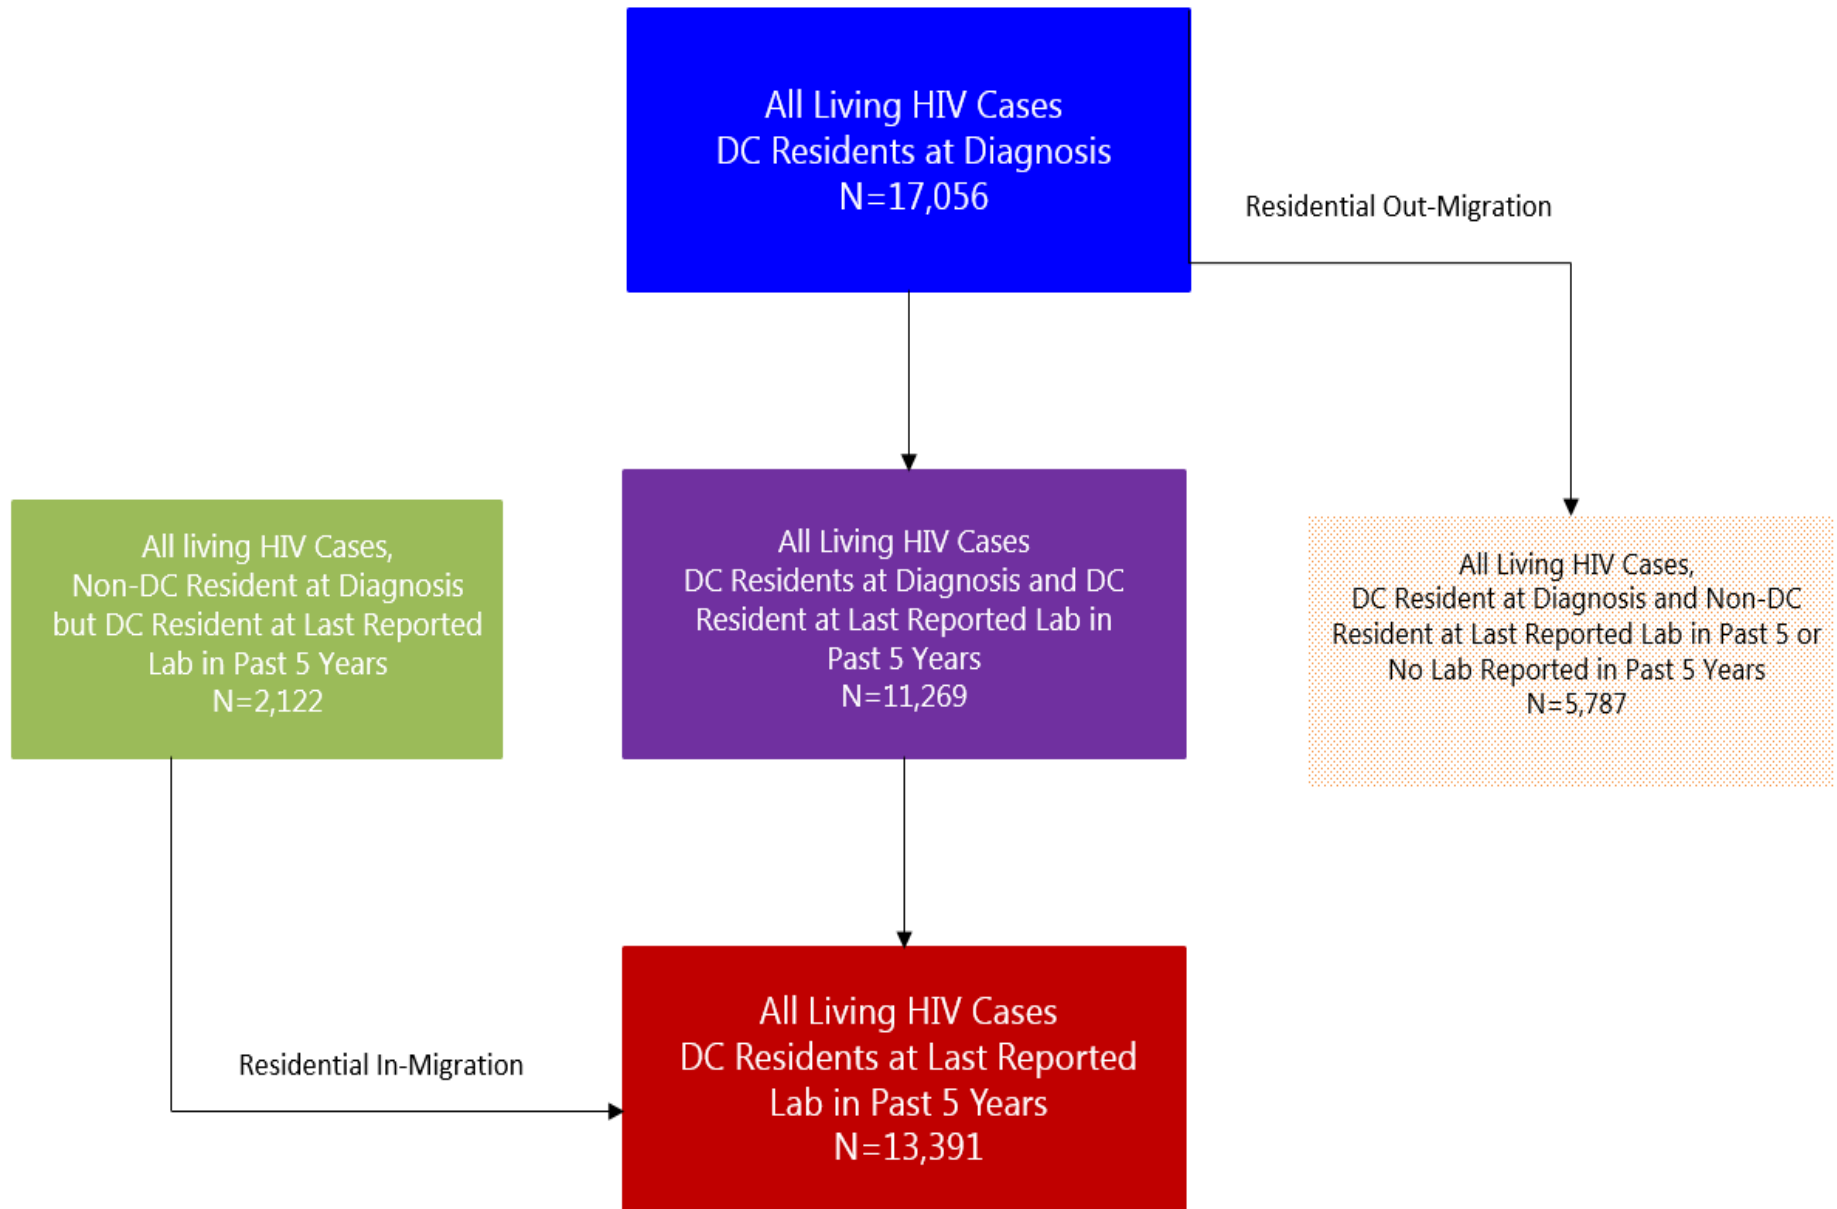 All Living HIV Cases
DC Residents at Diagnosis
N=17,056
Residential Out-Migration
All living HIV Cases,
Non-DC Resident at Diagnosis
but DC Resident at Last Reported
Lab in Past 5 Years
N=2,122
All Living HIV Cases
DC Residents at Diagnosis and DC
Resident at Last Reported Lab in
Past 5 Years
N=11,269
All Living HIV Cases,
DC Resident at Diagnosis and Non-DC
Resident at Last Reported Lab in Past 5 or
No Lab Reported in Past 5 Years
N=5,787
Residential In-Migration
All Living HIV Cases
DC Residents at Last Reported
Lab in Past 5 Years
N=13,391